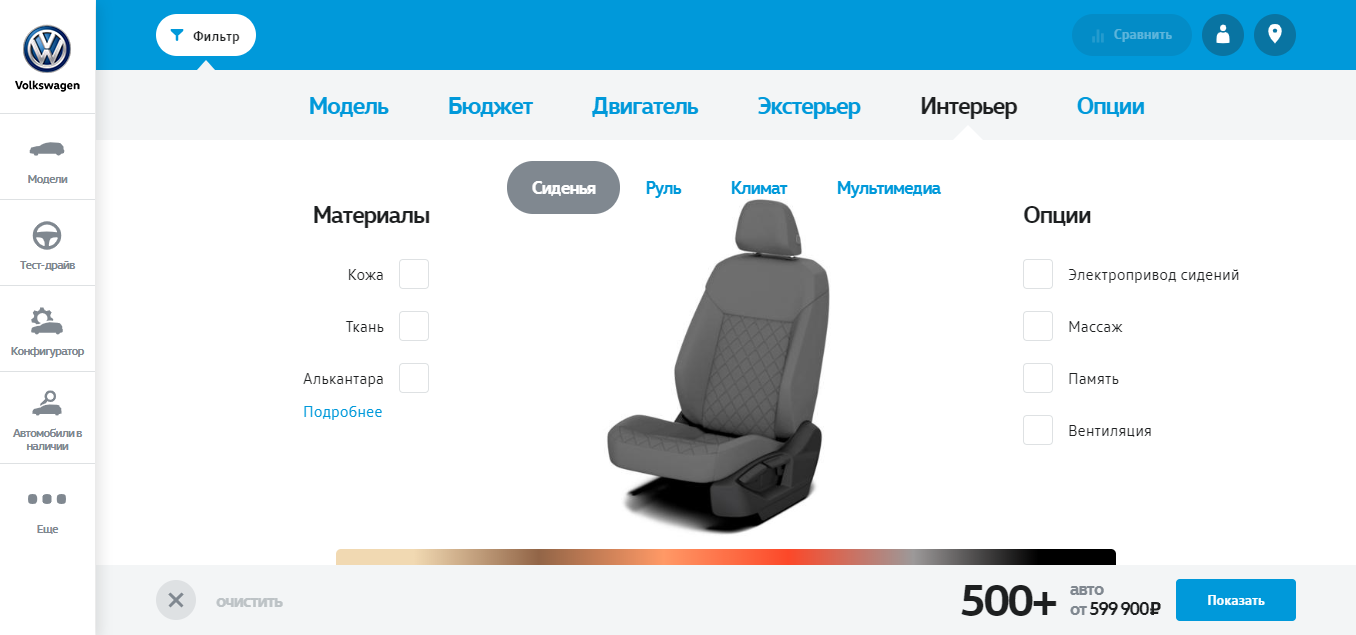 Volkswagen
Модели
Тест-драйв
Конфигуратор
Автомобили в
наличии
Еще
Фильтр
Сравнить
Модель
Бюджет
Двигатель
Экстерьер
Интерьер
Опции
Сиденья
Руль
Климат
Мультимедиа
Материалы
Кожа
Ткань
Алькантара
Подробнее
Опции
Электропривод сидений
Массаж
Память
Вентиляция
очистить
500+
авто
от 599 900₽
Показать